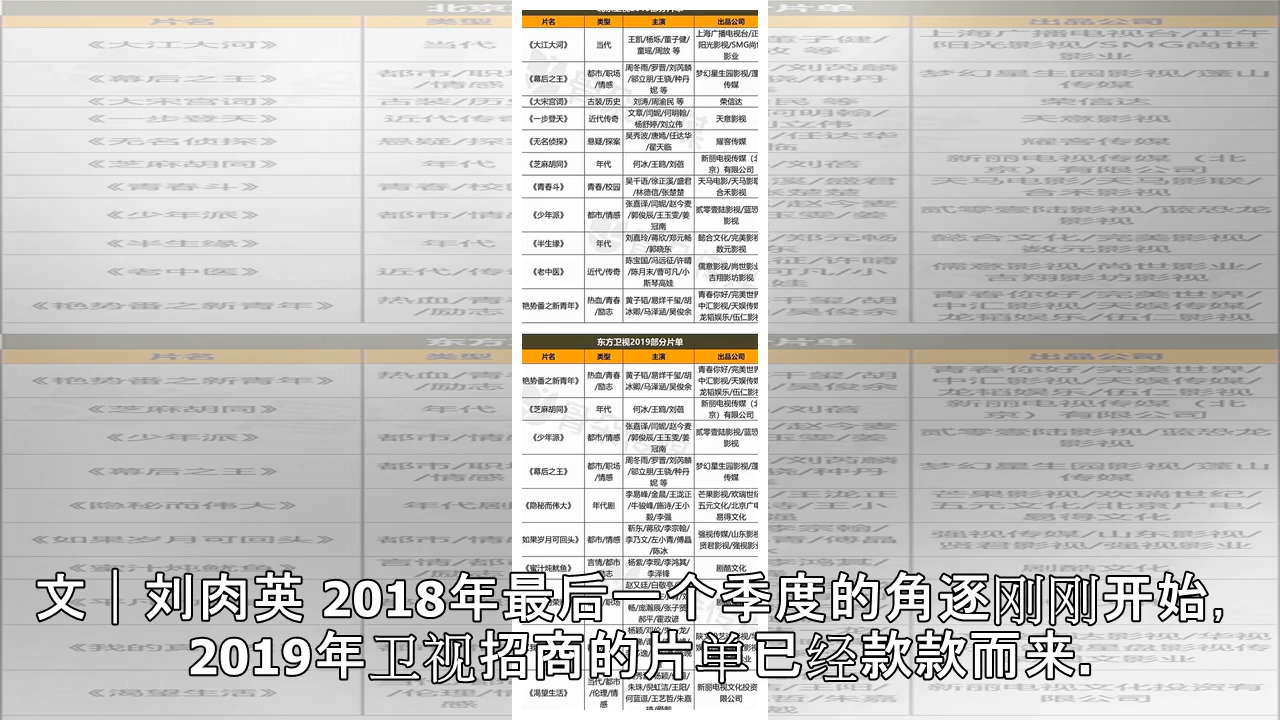 片名 类型 主演 出品公司
《大江大河》 当代 王凯/杨烁/董子健/
童瑶/周放 等
上海广播电视台/正
阳光影视/SMG尚
影业
《幕后之王》 都市/职场
/情感
周冬雨/罗晋/刘芮麟
/邬立朋/王骁/种丹
妮 等
梦幻星生园影视/蓬
传媒
《大宋宫词》 古装/历史 刘涛/周渝民 等 荣信达
《一步登天》 近代传奇 文章/闫妮/何明翰/
杨舒婷/刘立伟
天意影视
《无名侦探》 悬疑/探案 吴秀波/唐嫣/任达华
/翟天临
耀客传媒
《芝麻胡同》 年代 何冰/王鸥/刘蓓 新丽电视传媒（北
京）有限公司
《青春斗》 青春/校园 吴千语/徐正溪/盛君
/林德信/张楚楚
天马电影/天马影联
合禾影视
《少年派》 都市/情感 张嘉译/闫妮/赵今麦
/郭俊辰/王玉雯/姜
冠南
贰零壹陆影视/蓝恐
影视
《半生缘》 年代 刘嘉玲/蒋欣/郑元畅
/郭晓东
懿合文化/完美影视/
数元影视
《老中医》 近代/传奇 陈宝国/冯远征/许晴
/陈月末/曹可凡/小
斯琴高娃
儒意影视/尚世影业
吉翔影坊影视
艳势番之新青年》 热血/青春
/励志
黄子韬/易烊千玺/胡
冰卿/马泽涵/吴俊余
青春你好/完美世界
中汇影视/天娱传媒
龙韬娱乐/伍仁影视
东方卫视2019部分片单
片名 类型 主演 出品公司
艳势番之新青年》 热血/青春
/励志
黄子韬/易烊千玺/胡
冰卿/马泽涵/吴俊余
青春你好/完美世界
中汇影视/天娱传媒
龙韬娱乐/伍仁影视
《芝麻胡同》 年代 何冰/王鸥/刘蓓 新丽电视传媒（北
京）有限公司
《少年派》 都市/情感 张嘉译/闫妮/赵今麦
/郭俊辰/王玉雯/姜
冠南
贰零壹陆影视/蓝恐
影视
《幕后之王》 都市/职场
/情感
周冬雨/罗晋/刘芮麟
/邬立朋/王骁/种丹
妮 等
梦幻星生园影视/蓬
传媒
《隐秘而伟大》 年代剧 李易峰/金晨/王泷正
/牛骏峰/施诗/王小
毅/李强
芒果影视/欢瑞世纪
五元文化/北京广电
易得文化
如果岁月可回头》 都市/情感 靳东/蒋欣/李宗翰/
李乃文/左小青/傅晶
/陈冰
强视传媒/山东影视
贤君影视/强视影业
《蜜汁炖鱿鱼》 言情/都市 杨紫/李现/李鸿其/
李泽锋
剧酷文化
《渴望生活》 当代/都市
/伦理/情
感
朱珠/倪虹洁/王阳/
何蓝逗/王艺哲/朱嘉
新丽电视文化投资
限公司
文｜刘肉英 2018年最后一个季度的角逐刚刚开始,
2019年卫视招商的片单已经款款而来.